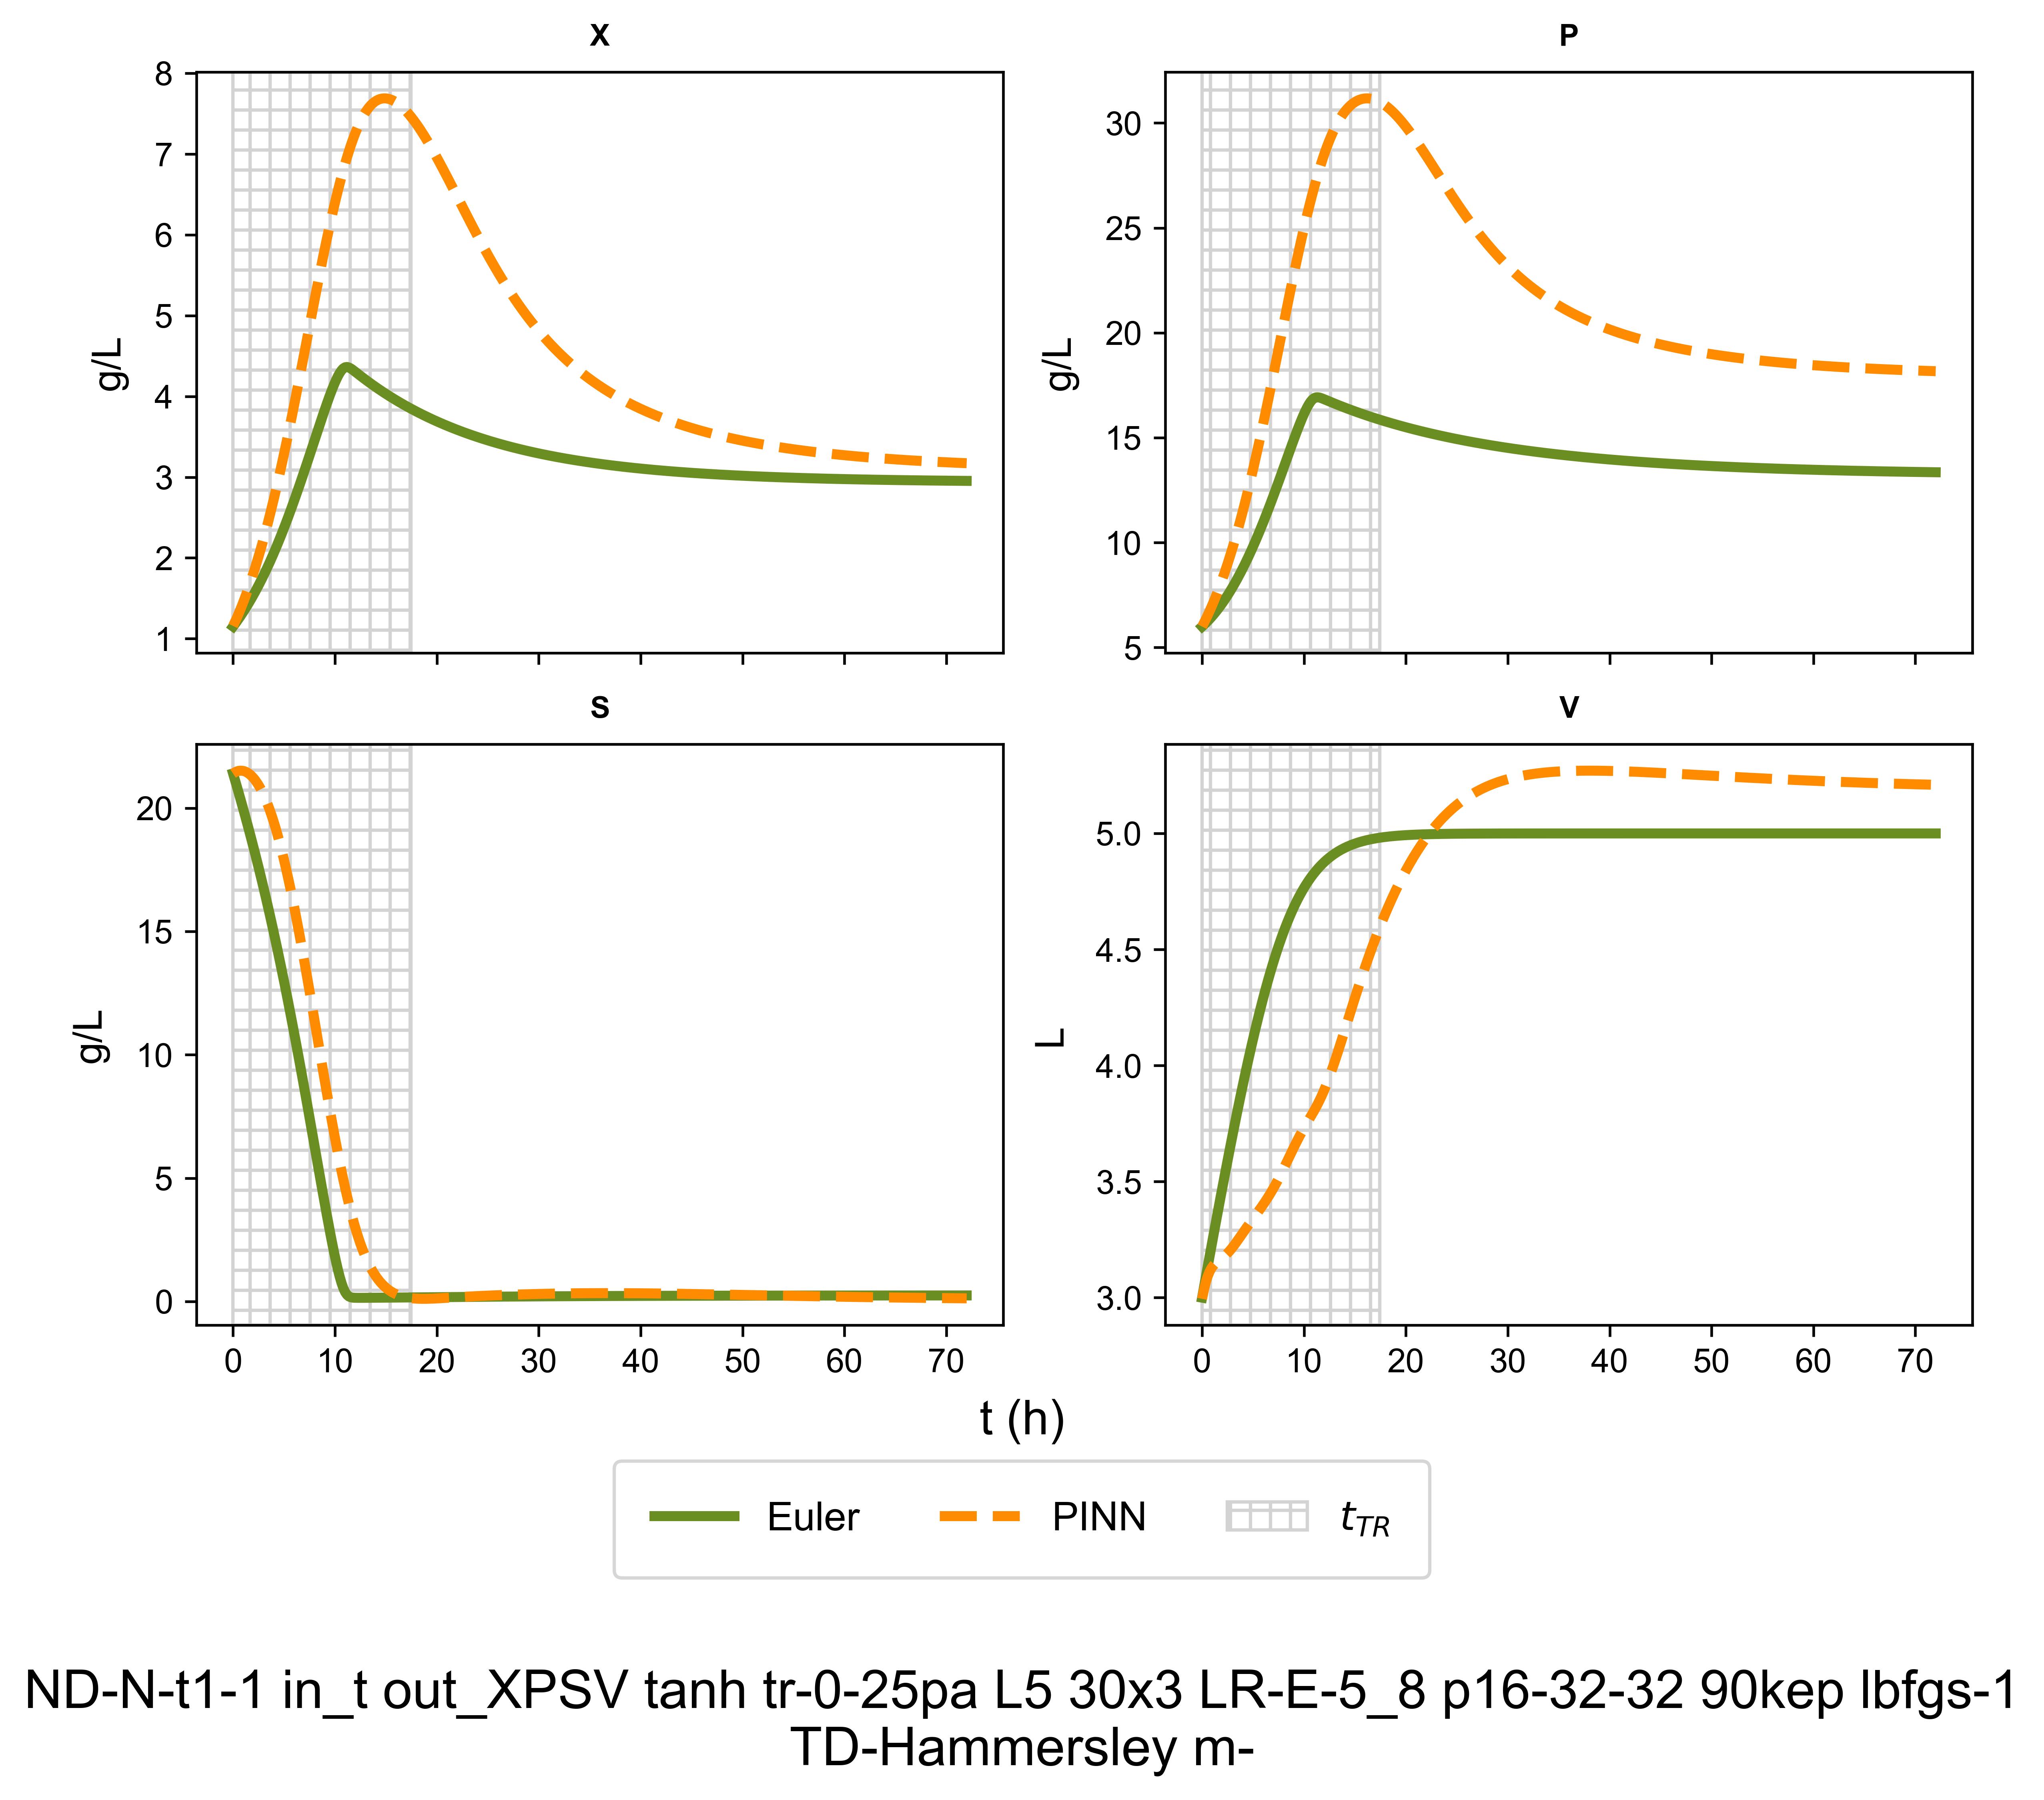 X
P
8
7
6
5
4
3
2
1
g/L
30
25
20
15
10
5
g/L
S
V
20
15
10
5
0
g/L
0 10 20 30 40 50 60 70
5.0
4.5
4.0
3.5
3.0
L
0 10 20 30 40 50 60 70
t (h)
Euler PINN t_TR
ND-N-t1-1 in_t out_XPSV tanh tr-0-25pa L5 30x3 LR-E-5_8 p16-32-32 90kep lbfgs-1
TD-Hammersley m-